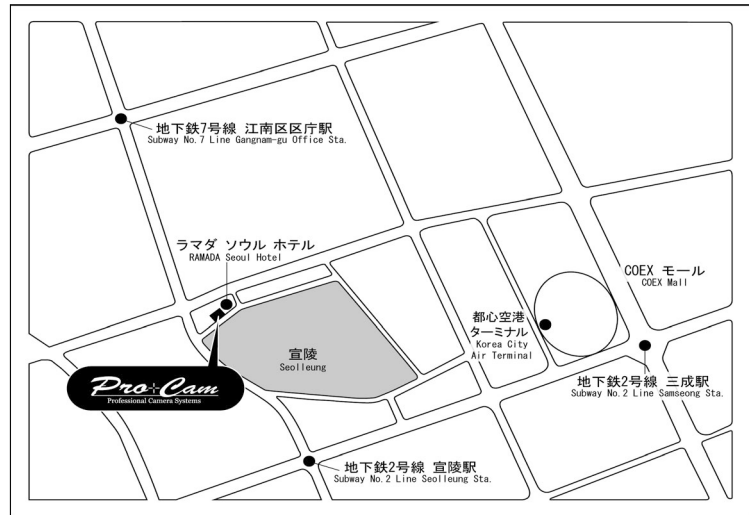 地下鉄7号線 江南区区庁駅
Subway No.7 Line Gangnam-gu Office Sta.
ラマダ ソウル ホテル
RAMADA Seoul Hotel
COEX モール
COEX Mall
都心空港
ターミナル
Korea City
Air Terminal
宣陵
Seolleung
Pro Cam
Professional Camera Systems
地下鉄2号線 三成駅
Subway No.2 Line Samseong Sta.
地下鉄2号線 宣陵駅
Subway No.2 Line Seolleung Sta.